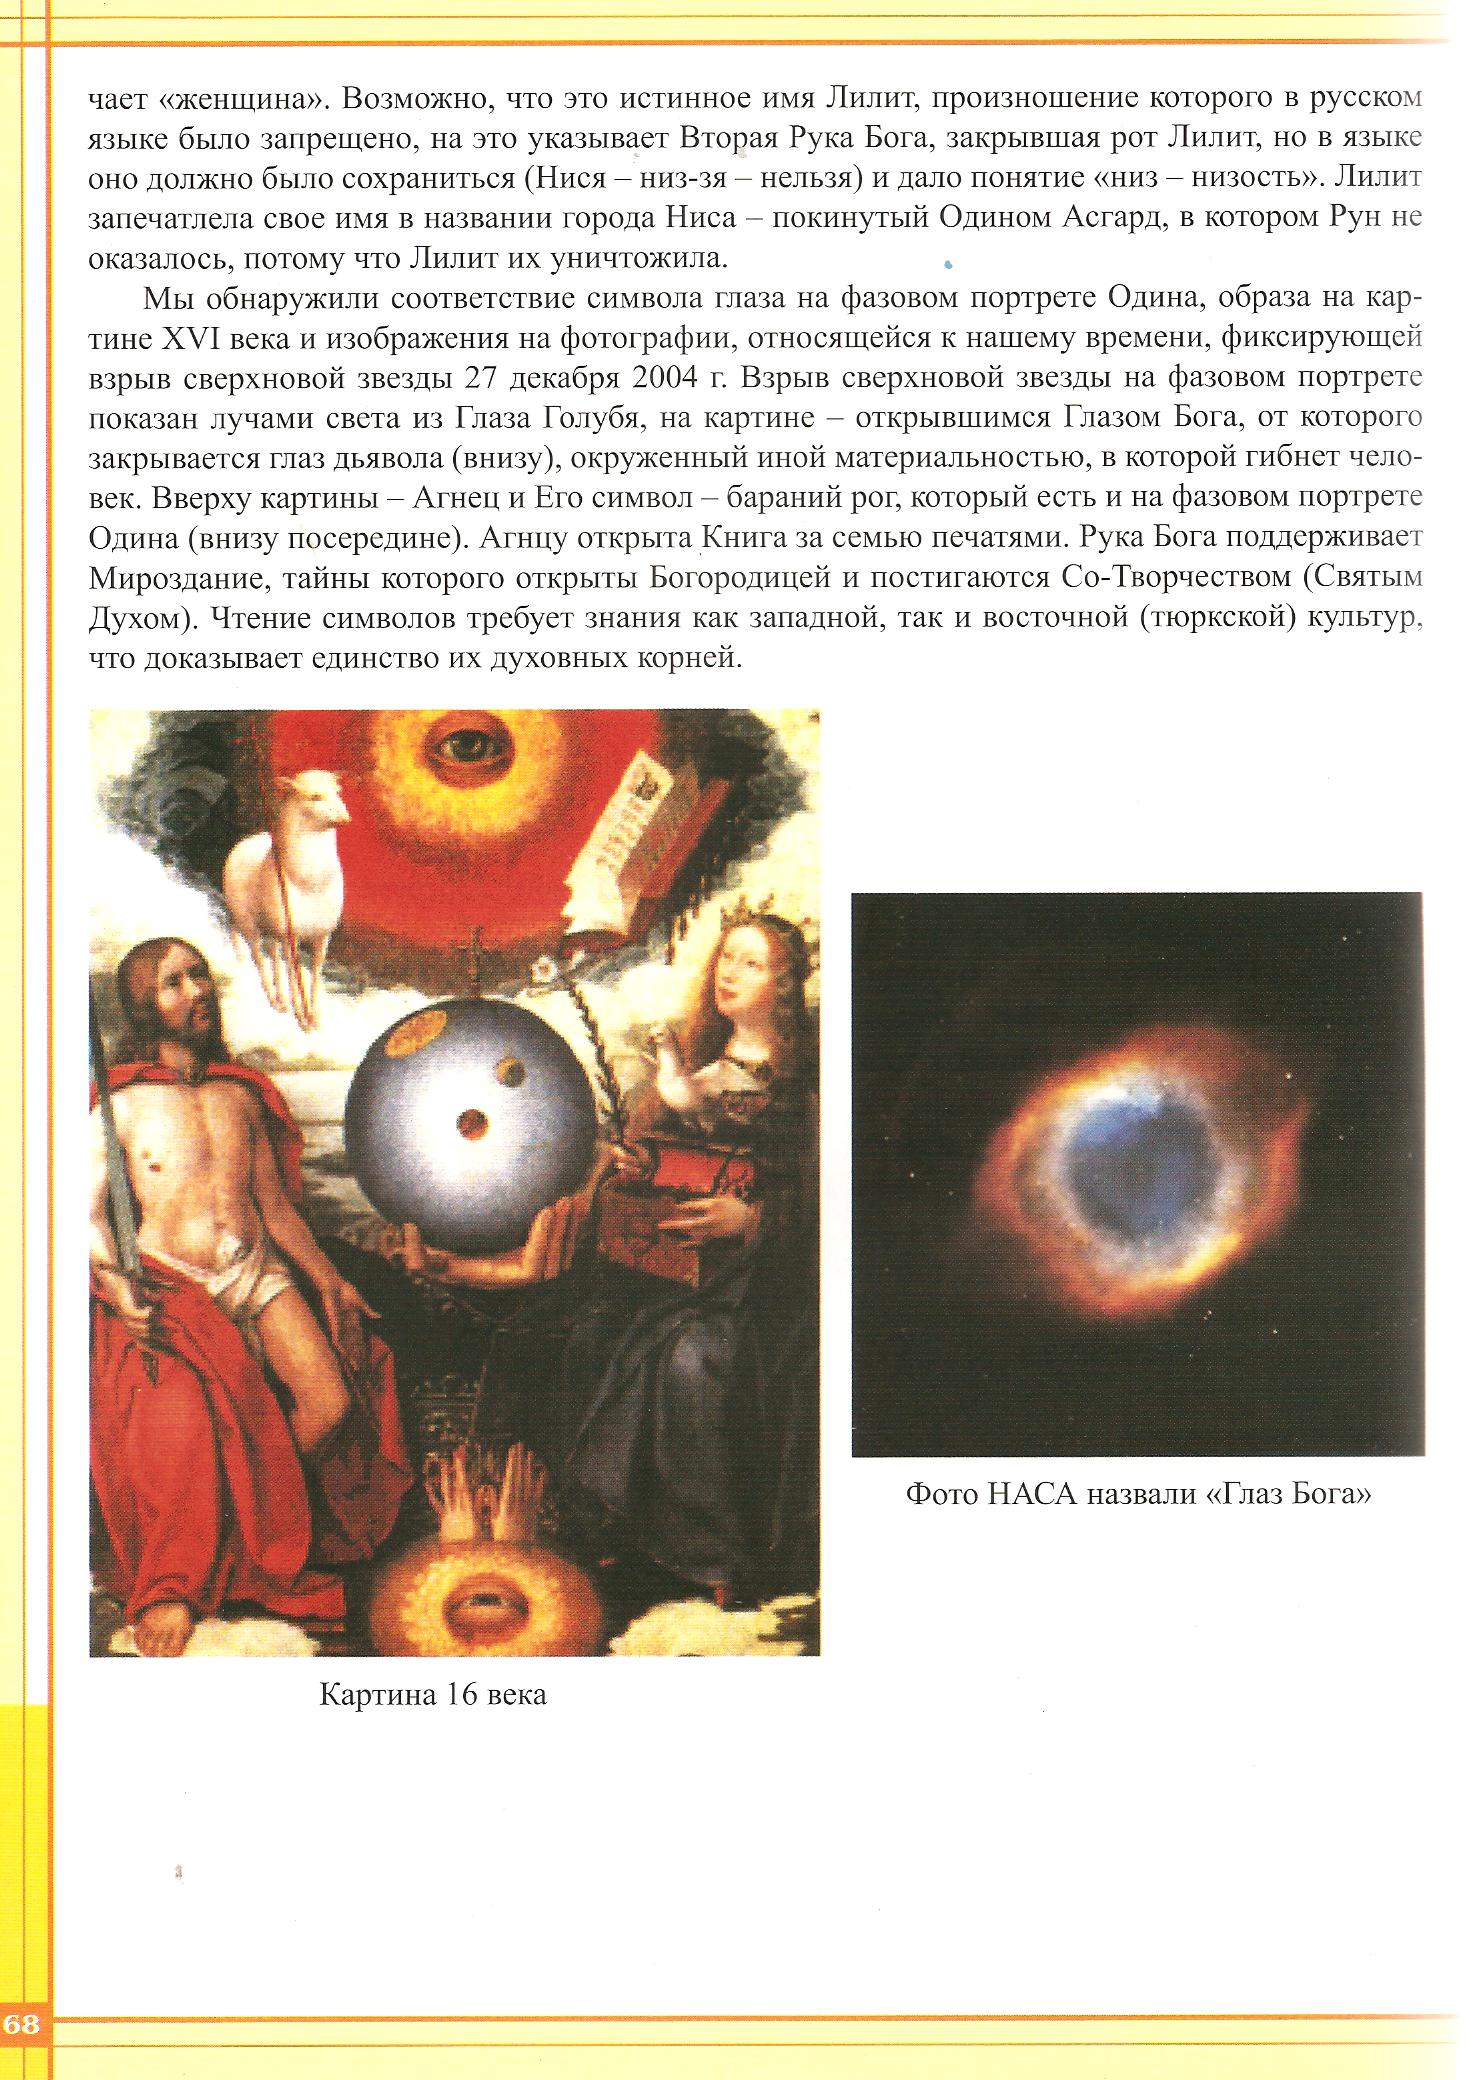 чает «женщина». Возможно, что это истинное имя Лилит, произношение которого в русском
языке было запрещено, на это указывает Вторая Рука Бога, закрывшая рот Лилит, но в языке
оно должно было сохраниться (Нися – низ-зя – нельзя) и дало понятие «низ – низость». Лилит
запечатлела свое имя в названии города Ниса – покинутый Одином Асгард, в котором Рун не
оказалось, потому что Лилит их уничтожила.
Мы обнаружили соответствие символа глаза на фазовом портрете Одина, образа на кар-
тине XVI века и изображения на фотографии, относящейся к нашему времени, фиксирующей
взрыв сверхновой звезды 27 декабря 2004 г. Взрыв сверхновой звезды на фазовом портрете
показан лучами света из Глаза Голубя, на картине – открывшимся Глазом Бога, от которого
закрывается глаз дьявола (внизу), окруженный иной материальностью, в которой гибнет чело-
век. Вверху картины – Агнец и Его символ – бараний рог, который есть и на фазовом портрете
Одина (внизу посередине). Агнцу открыта Книга за семью печатями. Рука Бога поддерживает
Мироздание, тайны которого открыты Богородицей и постигаются Со-Творчеством (Святым
Духом). Чтение символов требует знания как западной, так и восточной (тюркской) культур,
что доказывает единство их духовных корней.
Фото НАСА назвали «Глаз Бога»
Картина 16 века
68